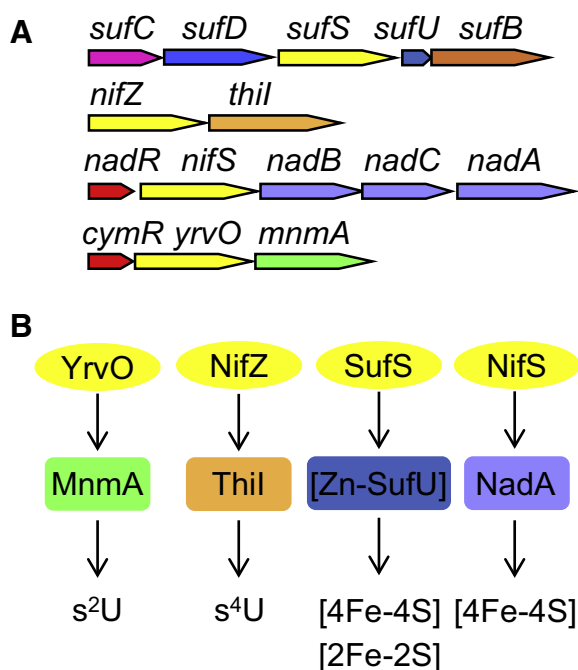 A
sufC sufD sufS sufU sufB
nifZ thiI
nadR nifS nadB nadC nadA
cymR yrvO mnmA
B
YrvO NifZ SufS NifS
MnmA ThiI [Zn-SufU] NadA
s²U s⁴U [4Fe-4S] [4Fe-4S]
[2Fe-2S]